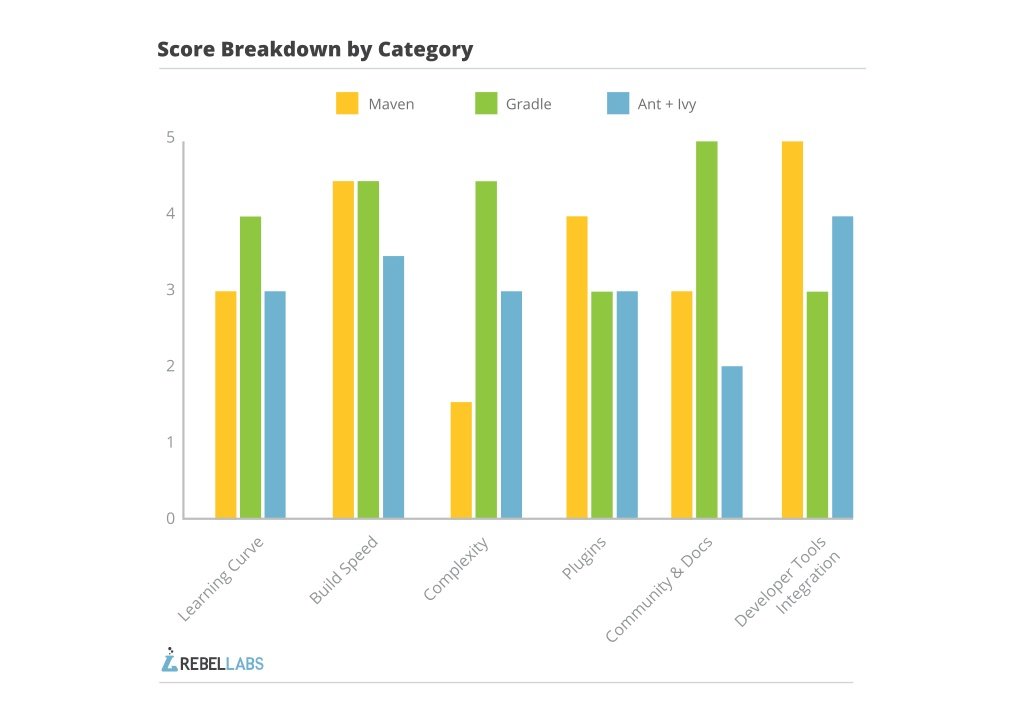 Score Breakdown by Category
Maven
Gradle
Ant + Ivy
5
4
3
2
1
0
Learning Curve
Build Speed
Complexity
Plugins
Community & Docs
Developer Tools
Integration
REBELLABS